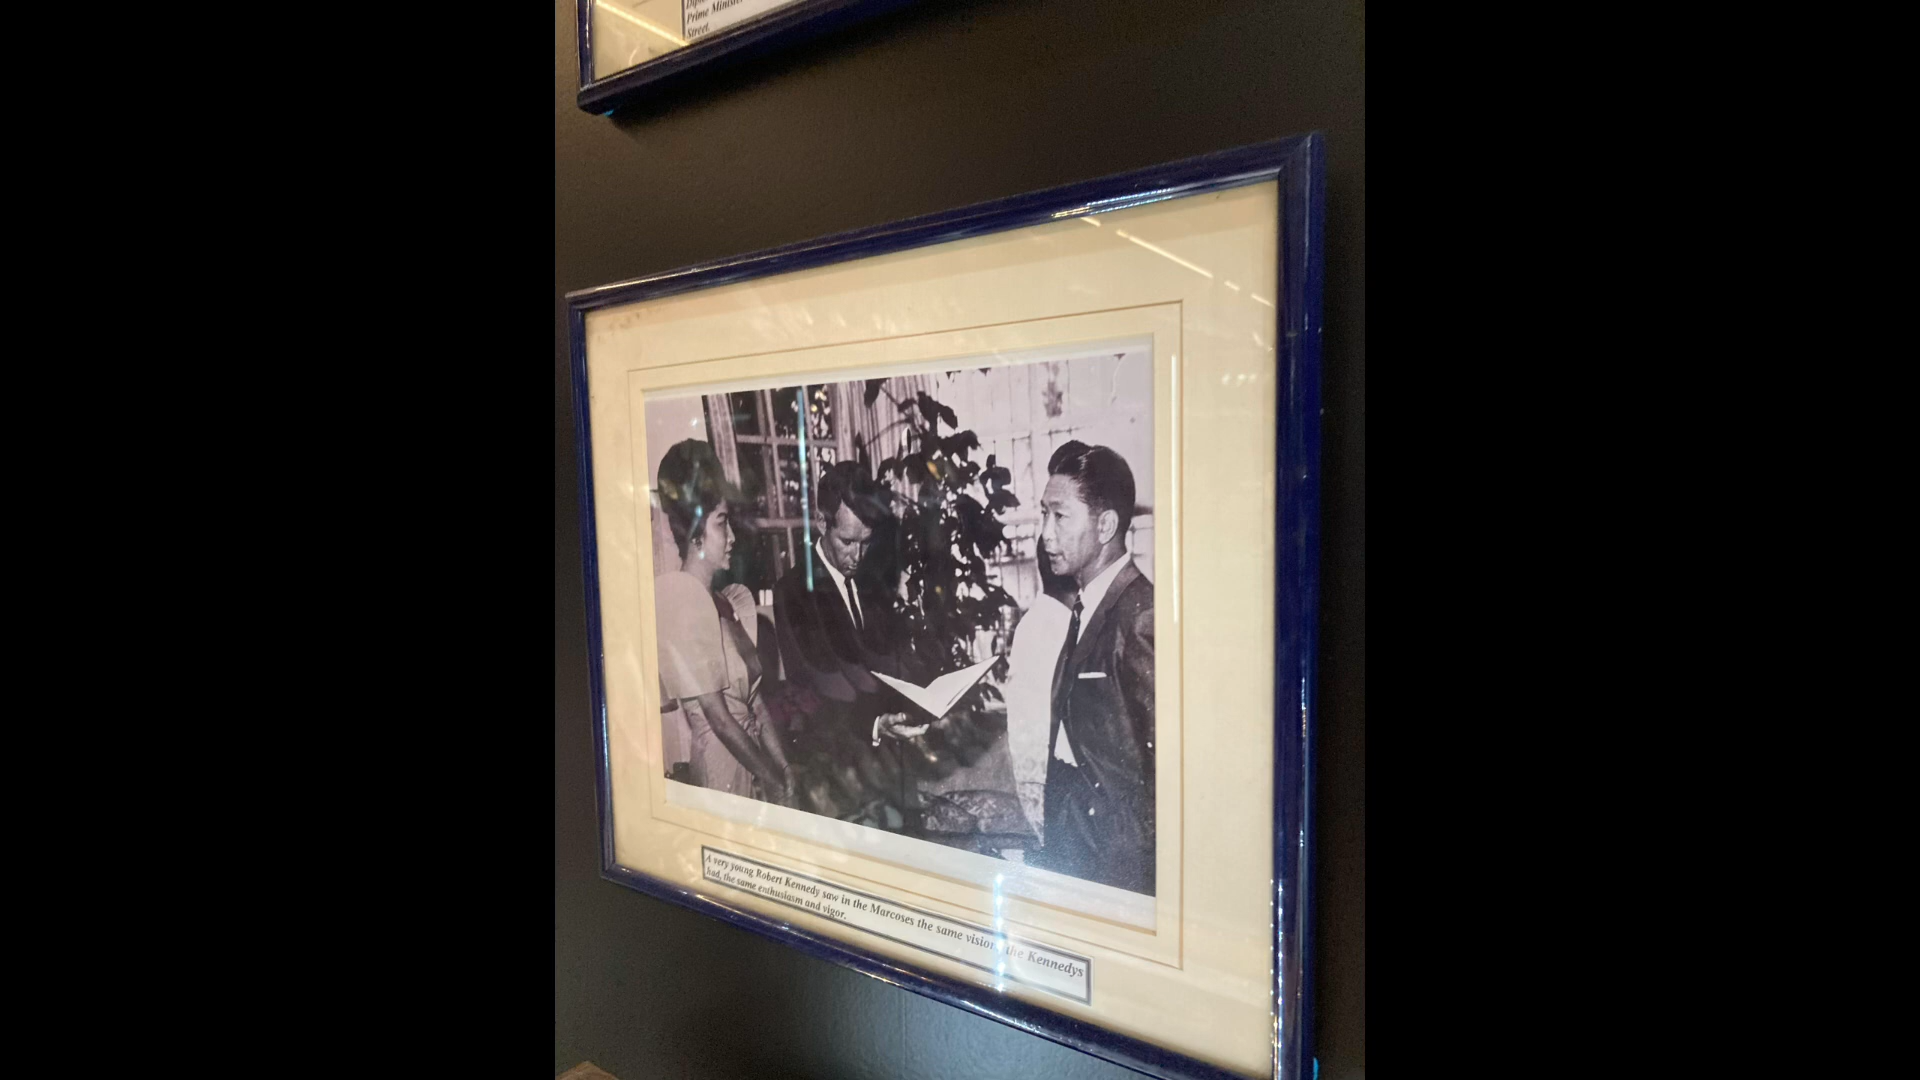 Prime Minister
Street.
A very young Robert Kennedy saw in the Marcoses the same vision the Kennedys
had, the same enthusiasm and vigor.